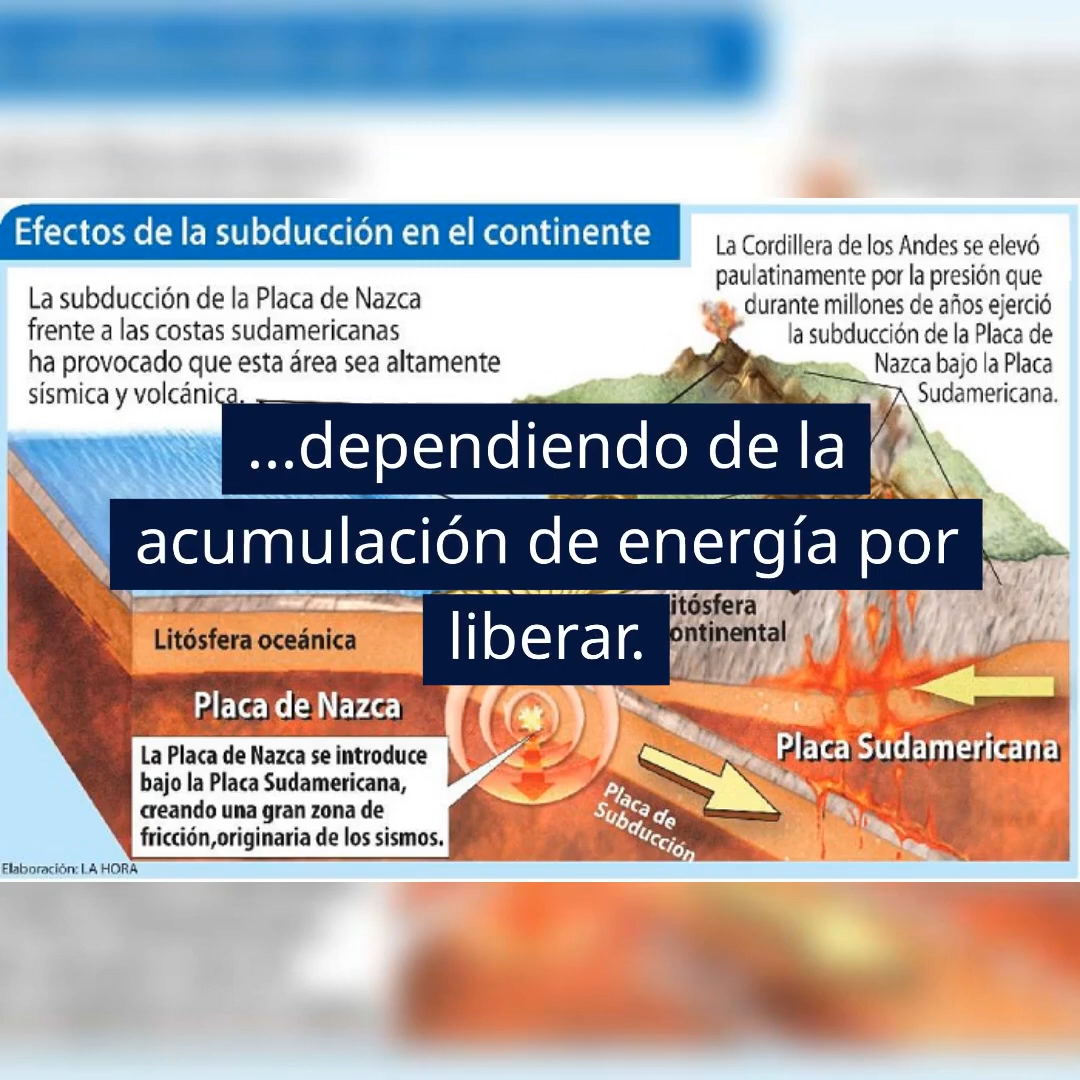 Efectos de la subducción en el continente
La subducción de la Placa de Nazca
frente a las costas sudamericanas
ha provocado que esta área sea altamente
sísmica y volcánica.
La Cordillera de los Andes se elevó
paulatinamente por la presión que
durante millones de años ejerció
la subducción de la Placa de
Nazca bajo la Placa
Sudamericana.
...dependiendo de la
acumulación de energía por
liberar.
itósfera
ontinental
Litósfera oceánica
Placa de Nazca
La Placa de Nazca se introduce
bajo la Placa Sudamericana,
creando una gran zona de
fricción,originaria de los sismos.
Placa Sudamericana
Placa de
Subducción
Elaboración: LA HORA